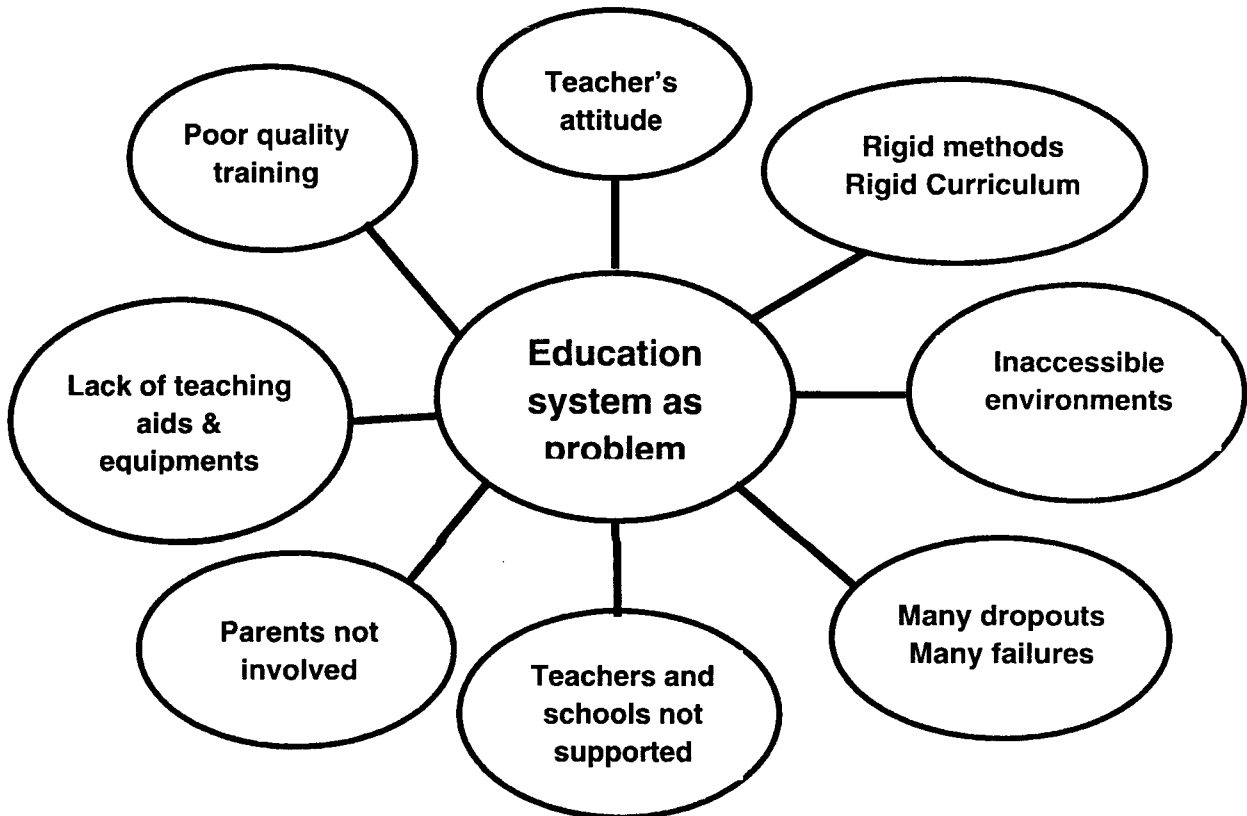 Teacher's
attitude
Poor quality
training
Rigid methods
Rigid Curriculum
Education
system as
problem
Inaccessible
environments
Lack of teaching
aids &
equipments
Many dropouts
Many failures
Parents not
involved
Teachers and
schools not
supported